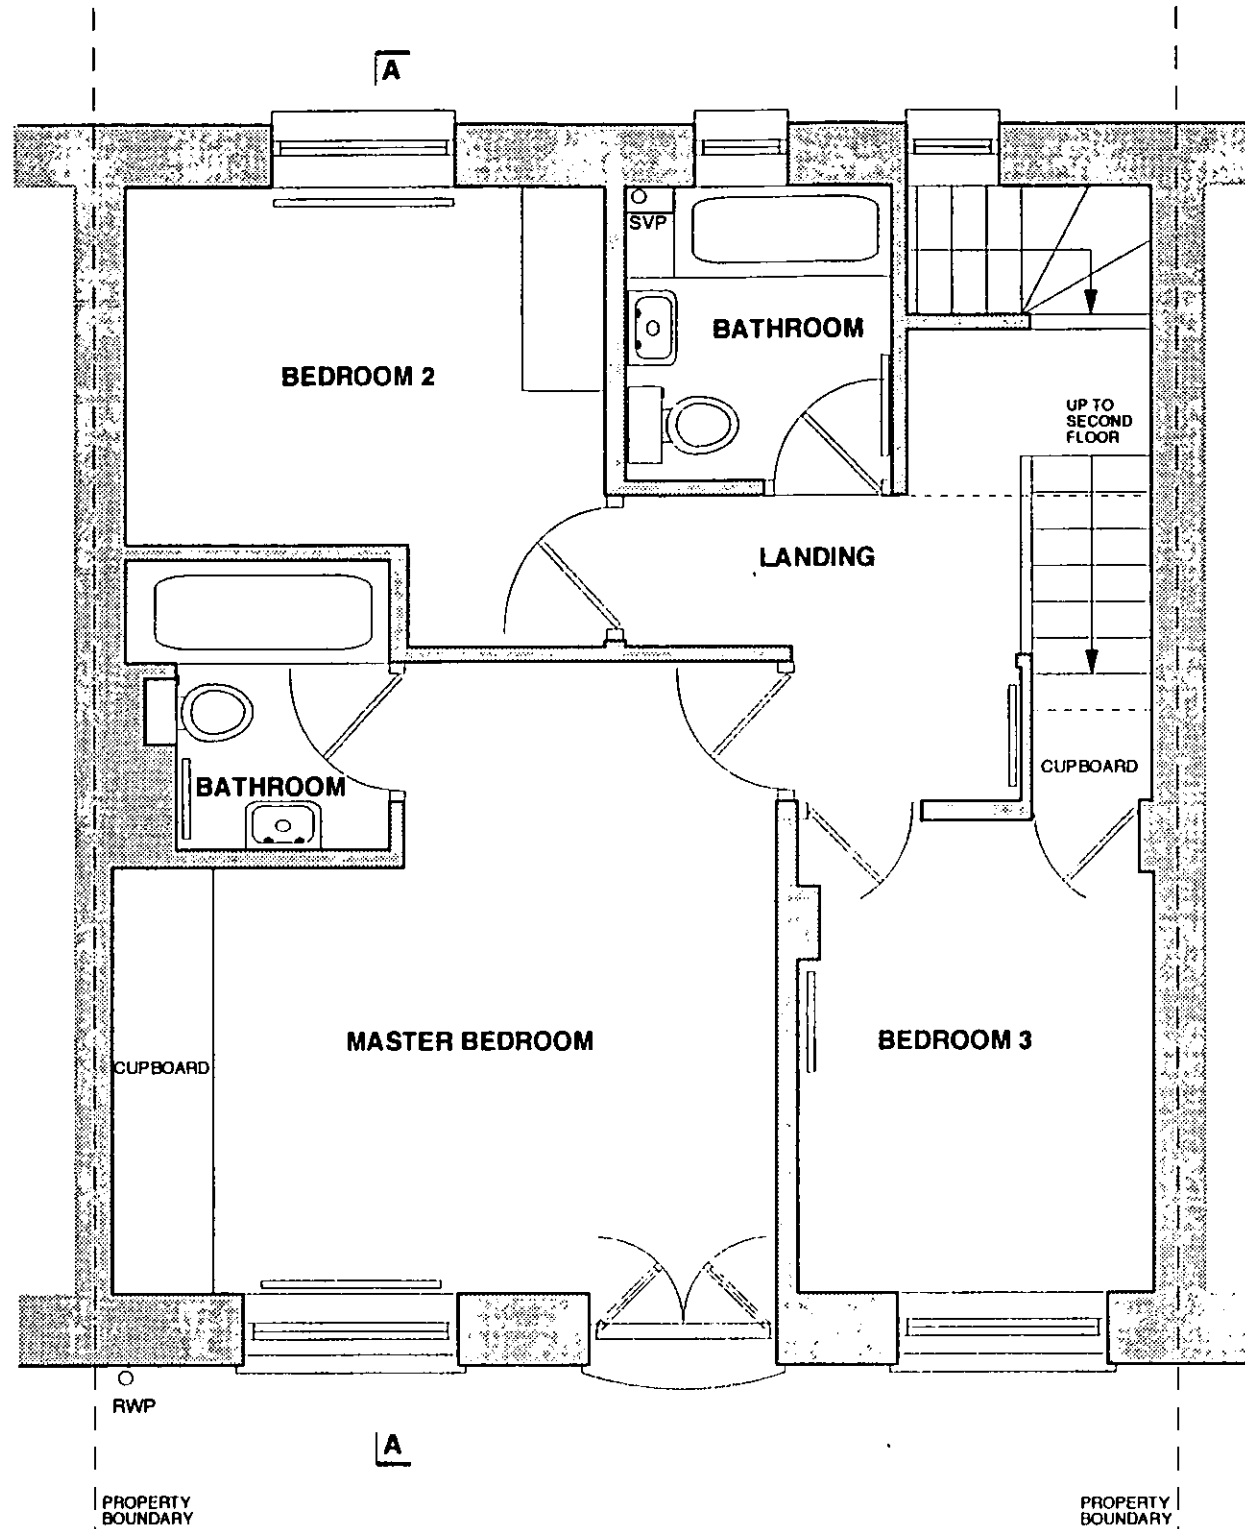 A
SVP
BATHROOM
BEDROOM 2
UP TO
SECOND
FLOOR
LANDING
CUPBOARD
BATHROOM
MASTER BEDROOM
BEDROOM 3
CUPBOARD
RWP
A
PROPERTY
BOUNDARY
PROPERTY
BOUNDARY